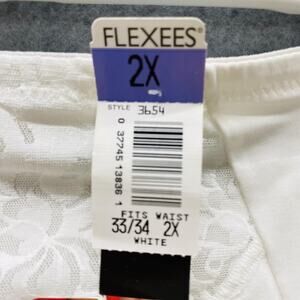 FLEXEES®
2X
STYLE 3654
0 37745 13836 1
FITS WAIST
33/34 2X
WHITE